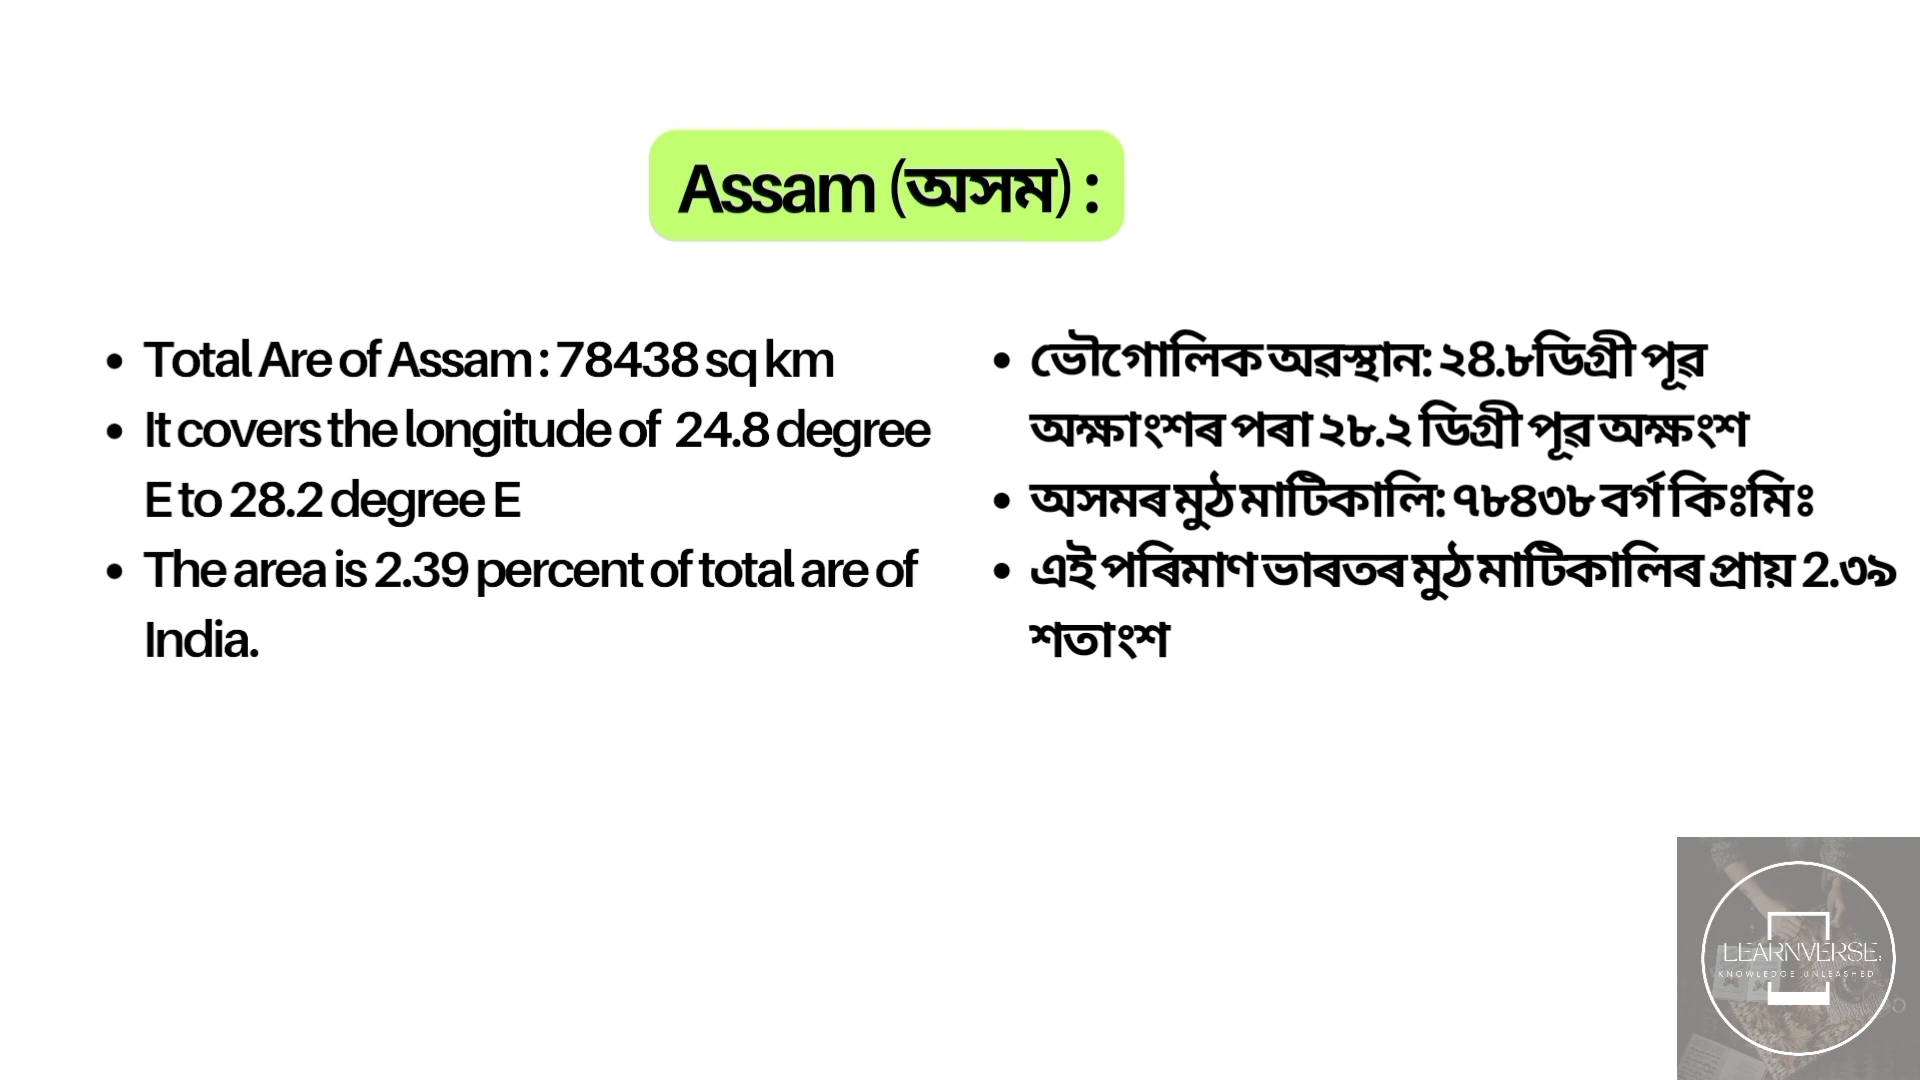 Assam (অসম) :
Total Are of Assam : 78438 sq km
It covers the longitude of 24.8 degree
E to 28.2 degree E
The area is 2.39 percent of total are of
India.
ভৌগোলিক অৱস্থান: ২৪.৮ডিগ্ৰী পূৱ
অক্ষাংশৰ পৰা ২৮.২ ডিগ্ৰী পূৱ অক্ষংশ
অসমৰ মুঠ মাটিকালি: ৭৮৪৩৮ বৰ্গ কিঃমিঃ
এই পৰিমাণ ভাৰতৰ মুঠ মাটিকালিৰ প্ৰায় 2.৩৯
শতাংশ
LEARNVERSE:
KNOWLEDGE UNLEASHED